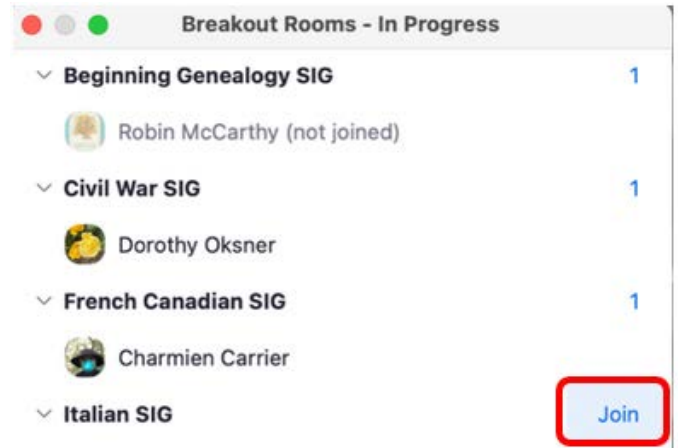 Breakout Rooms - In Progress
Beginning Genealogy SIG 1
Robin McCarthy (not joined)
Civil War SIG 1
Dorothy Oksner
French Canadian SIG 1
Charmien Carrier
Italian SIG Join